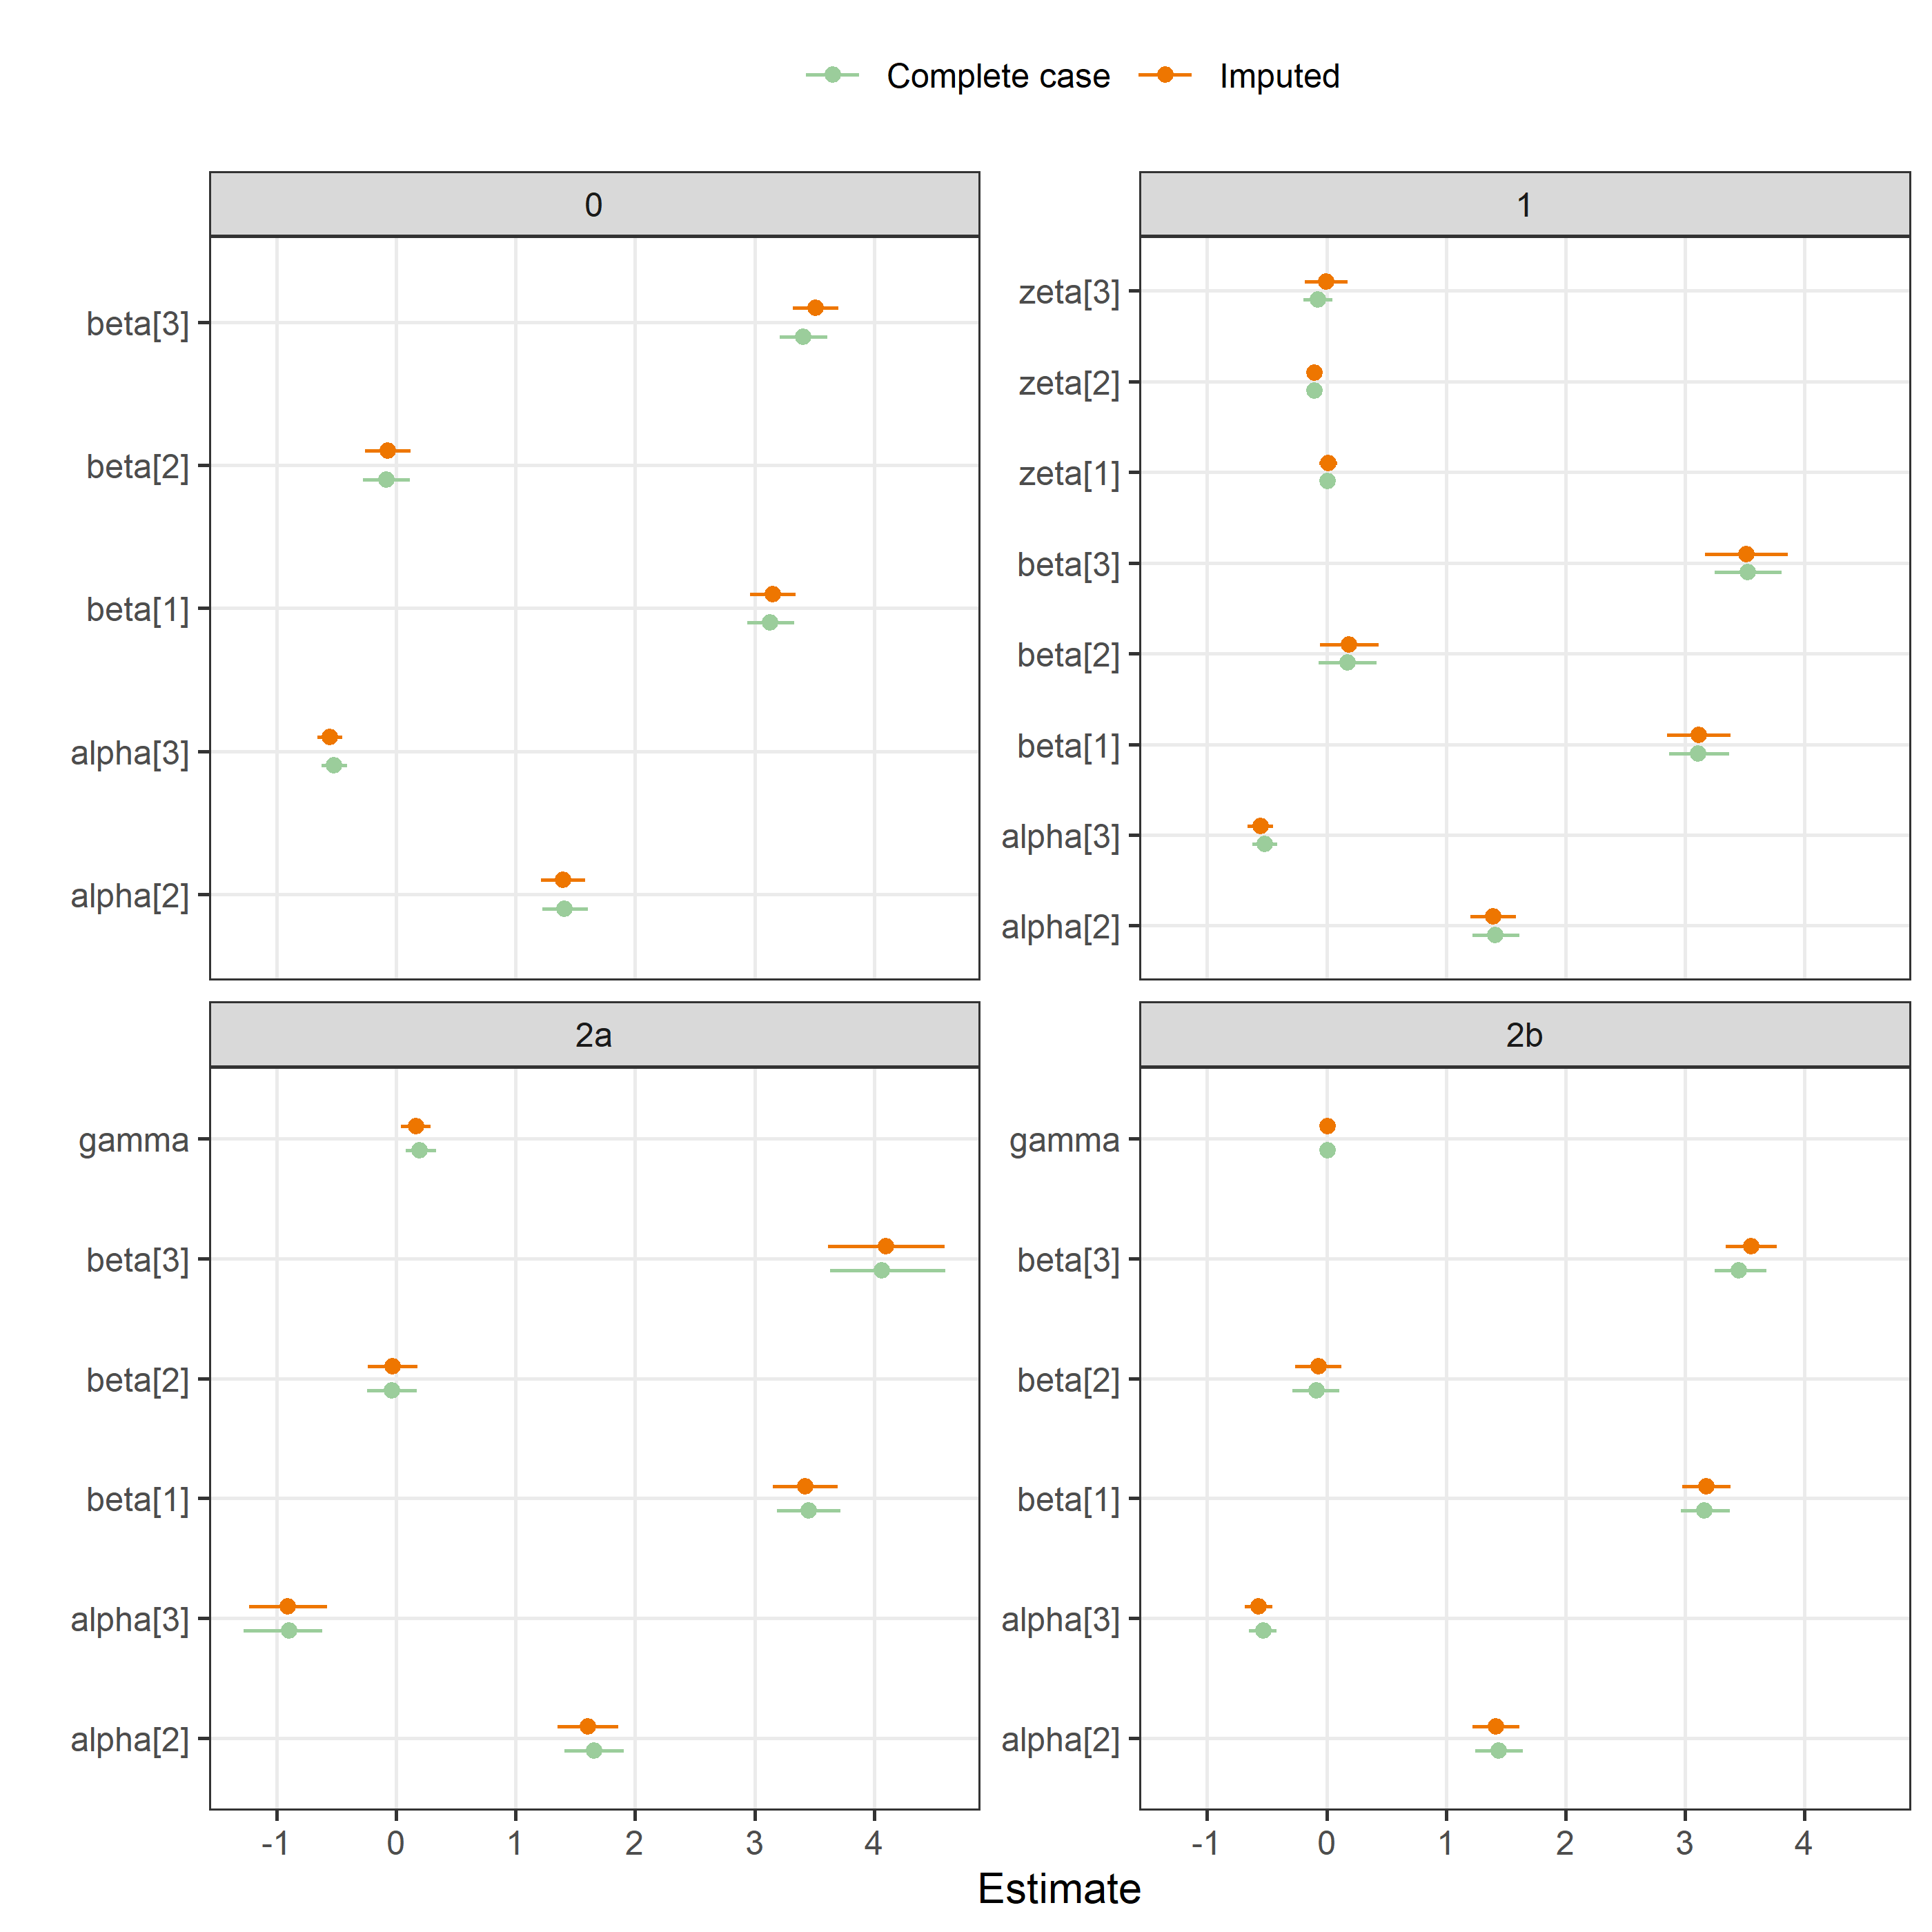 Complete case Imputed
0
beta[3]
beta[2]
beta[1]
alpha[3]
alpha[2]
1
zeta[3]
zeta[2]
zeta[1]
beta[3]
beta[2]
beta[1]
alpha[3]
alpha[2]
2a
gamma
beta[3]
beta[2]
beta[1]
alpha[3]
alpha[2]
-1 0 1 2 3 4
2b
gamma
beta[3]
beta[2]
beta[1]
alpha[3]
alpha[2]
-1 0 1 2 3 4
Estimate